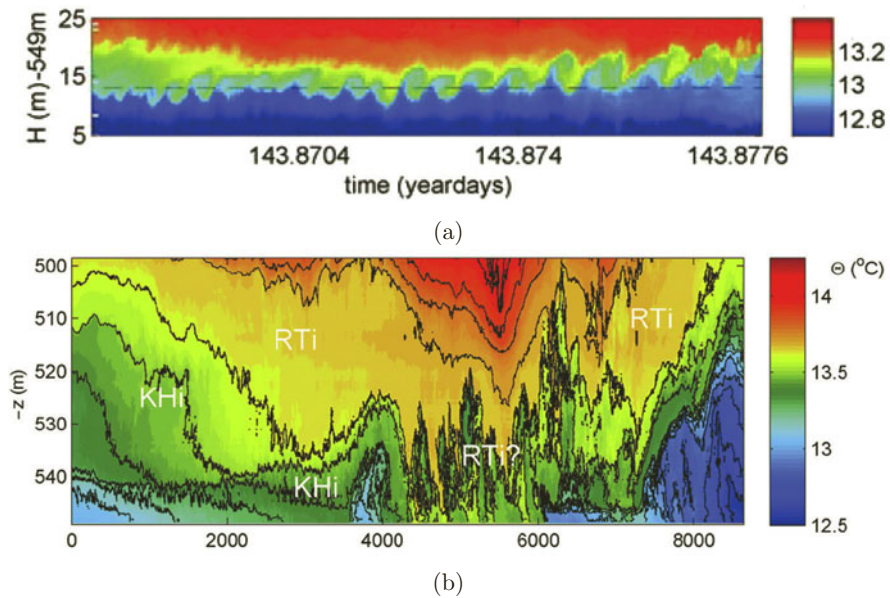 25
15
5
H (m)-549m
143.8704
143.874
143.8776
time (yeardays)
13.2
13
12.8
(a)
500
510
520
530
540
-z (m)
RTi
RTi
KHi
RTi?
KHi
0
2000
4000
6000
8000
Θ (°C)
14
13.5
13
12.5
(b)